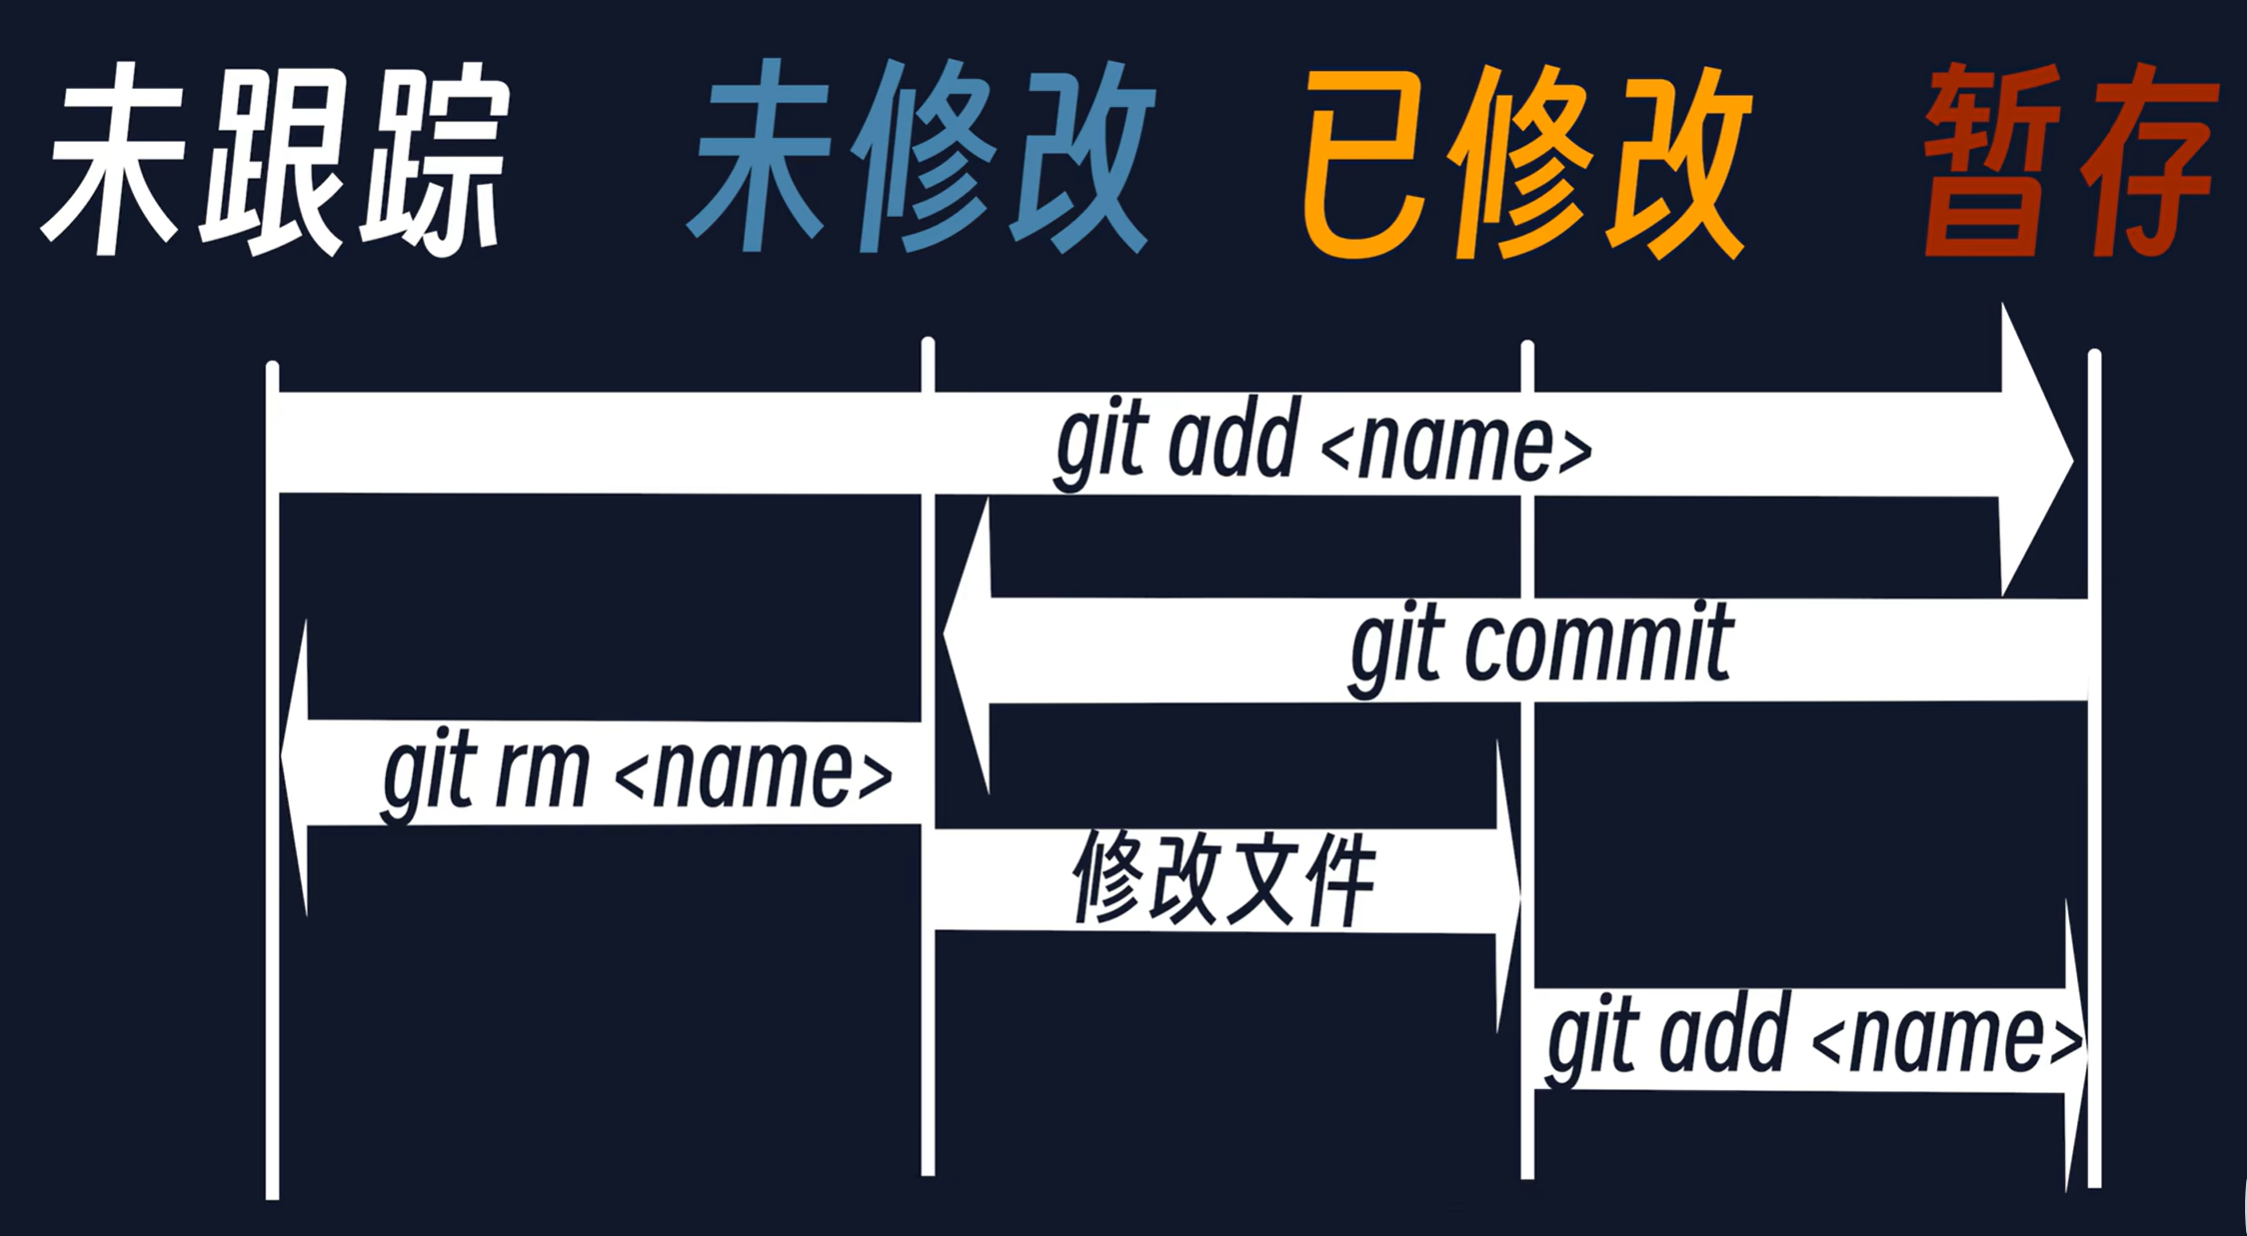 未跟踪 未修改 已修改 暂存
git add <name>
git commit
git rm <name>
修改文件
git add <name>